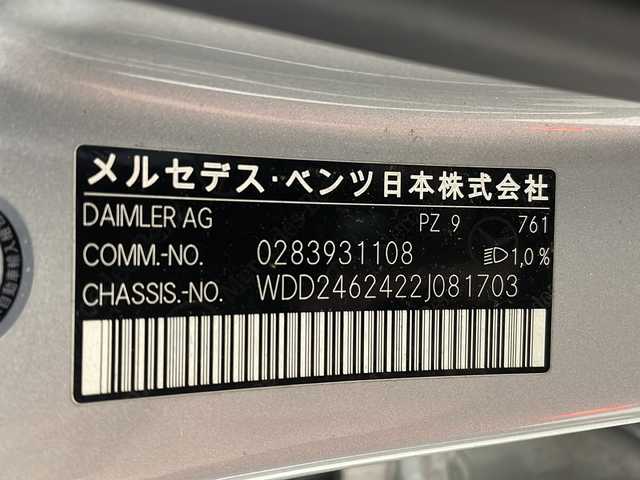 メルセデス・ベンツ日本株式会社
DAIMLER AG PZ 9 761
COMM.-NO. 0283931108 1,0%
CHASSIS.-NO. WDD2462422J081703